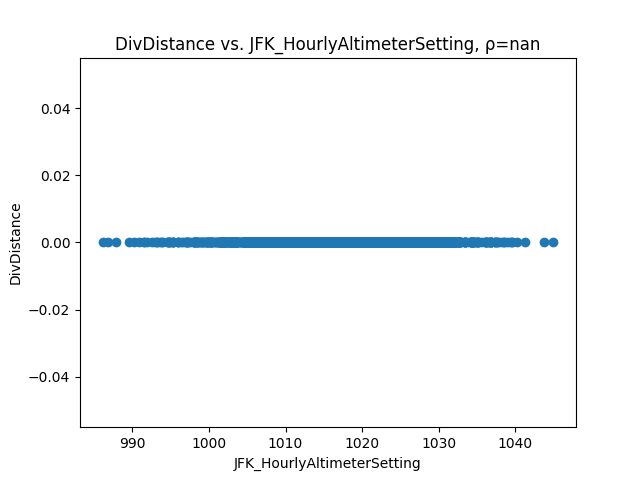 DivDistance vs. JFK_HourlyAltimeterSetting, ρ=nan
0.04
0.02
0.00
−0.02
−0.04
DivDistance
990 1000 1010 1020 1030 1040
JFK_HourlyAltimeterSetting